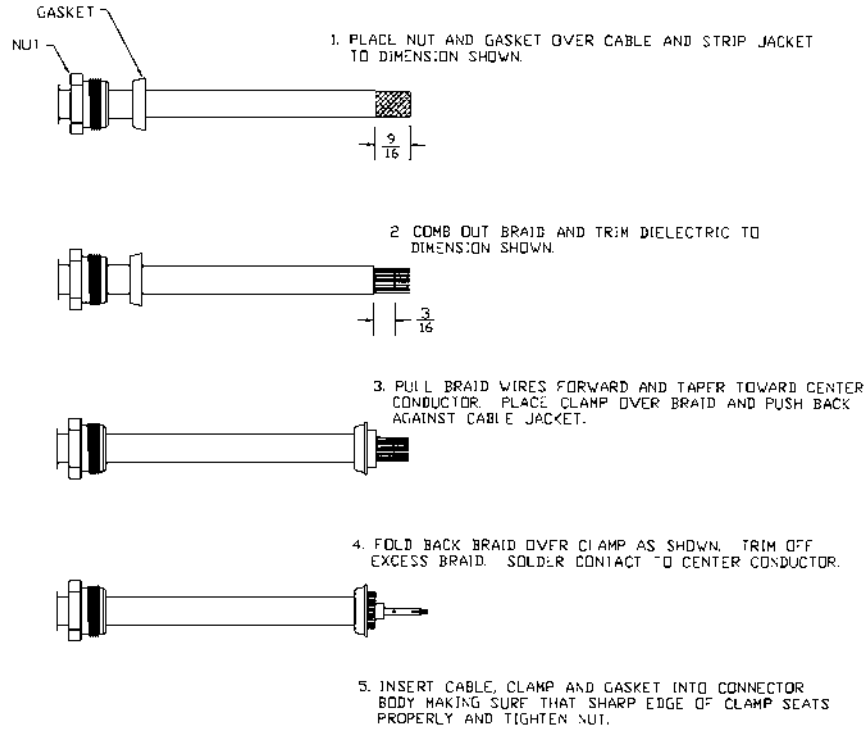 GASKET
NUT
1. PLACE NUT AND GASKET OVER CABLE AND STRIP JACKET
TO DIMENSION SHOWN.
9
16
2 COMB OUT BRAID AND TRIM DIELECTRIC TO
DIMENSION SHOWN.
3
16
3. PULL BRAID WIRES FORWARD AND TAPER TOWARD CENTER
CONDUCTOR. PLACE CLAMP OVER BRAID AND PUSH BACK
AGAINST CABLE JACKET.
4. FOLD BACK BRAID OVER CLAMP AS SHOWN. TRIM OFF
EXCESS BRAID. SOLDER CONTACT TO CENTER CONDUCTOR.
5. INSERT CABLE, CLAMP AND GASKET INTO CONNECTOR
BODY MAKING SURE THAT SHARP EDGE OF CLAMP SEATS
PROPERLY AND TIGHTEN NUT.